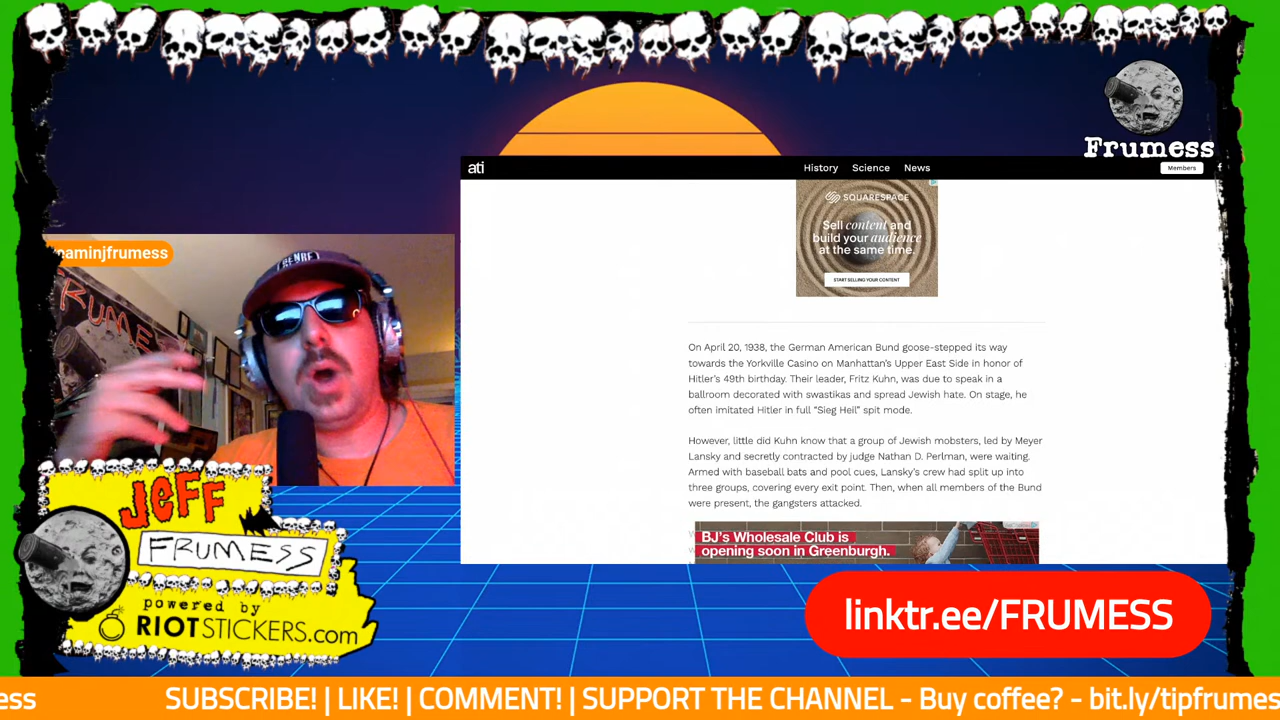 Frumess
ati
History Science News
Members
f
SQUARESPACE
Sell content and
build your audience
at the same time.
START SELLING YOUR CONTENT
eaminjfrumess
GENRE
FRUMESS
On April 20, 1938, the German American Bund goose-stepped its way
towards the Yorkville Casino on Manhattan's Upper East Side in honor of
Hitler's 49th birthday. Their leader, Fritz Kuhn, was due to speak in a
ballroom decorated with swastikas and spread Jewish hate. On stage, he
often imitated Hitler in full "Sieg Heil" spit mode.
However, little did Kuhn know that a group of Jewish mobsters, led by Meyer
Lansky and secretly contracted by judge Nathan D. Perlman, were waiting.
Armed with baseball bats and pool cues, Lansky's crew had split up into
three groups, covering every exit point. Then, when all members of the Bund
were present, the gangsters attacked.
BJ's Wholesale Club is
opening soon in Greenburgh.
JeFF
FRUMESS
powered by
RIOTSTICKERS.com
linktr.ee/FRUMESS
ess SUBSCRIBE! | LIKE! | COMMENT! | SUPPORT THE CHANNEL - Buy coffee? - bit.ly/tipfrumes